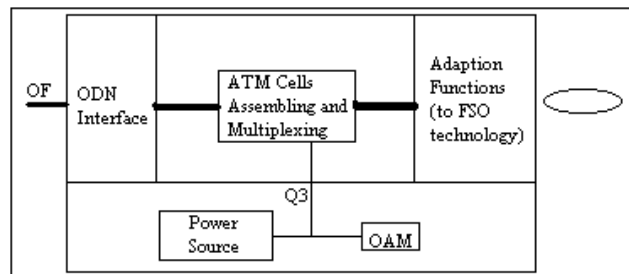 OF
ODN
Interface
ATM Cells
Assembling and
Multiplexing
Adaption
Functions
(to FSO
technology)
Q3
Power
Source
OAM